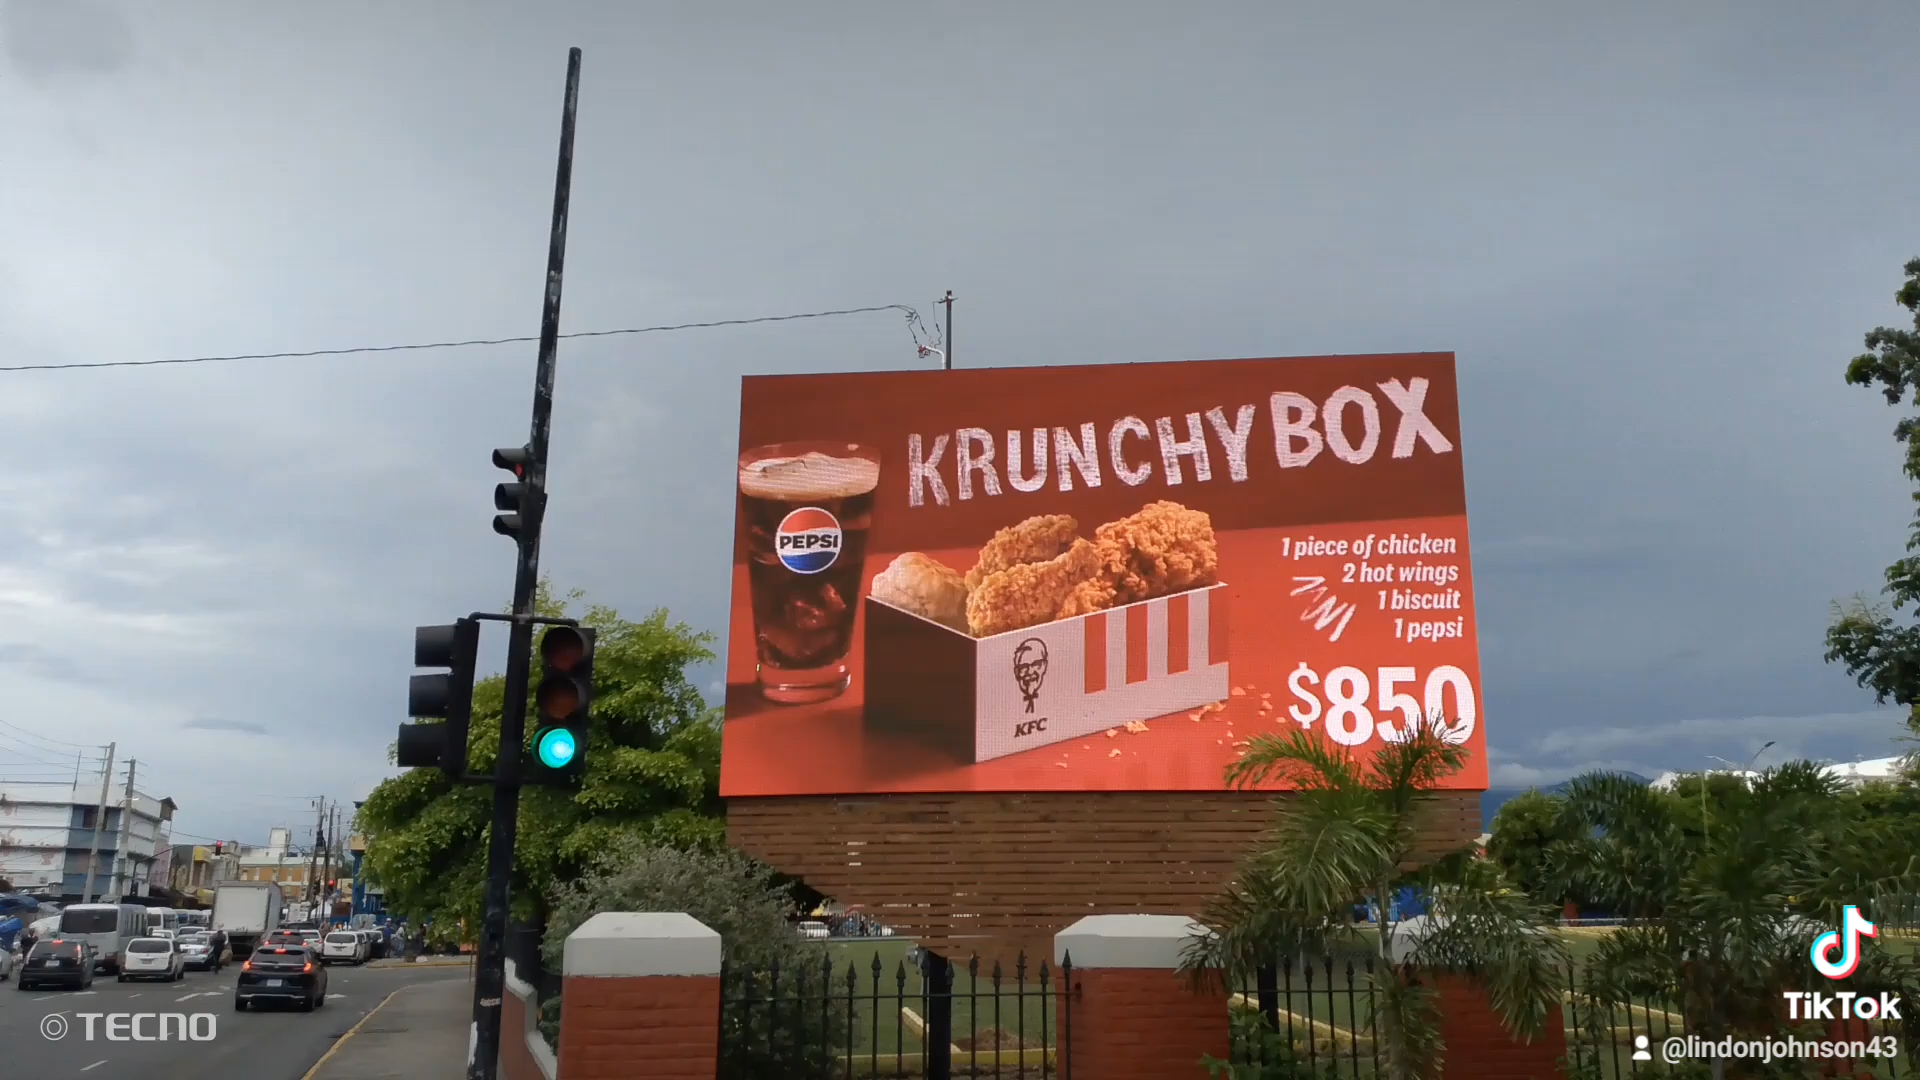 KRUNCHY BOX
PEPSI
1 piece of chicken
2 hot wings
1 biscuit
1 pepsi
$850
KFC
TECNO
TikTok
@lindonjohnson43